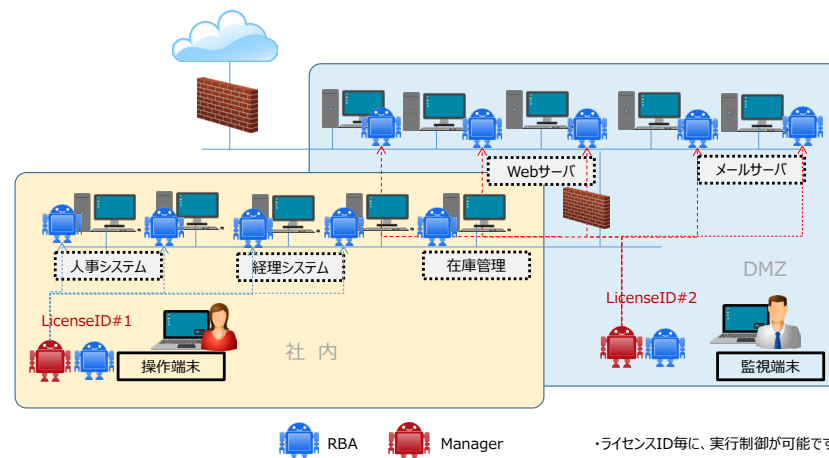 Webサーバ
メールサーバ
人事システム
経理システム
在庫管理
DMZ
LicenseID#1
LicenseID#2
社 内
操作端末
監視端末
RBA
Manager
・ライセンスID毎に、実行制御が可能です